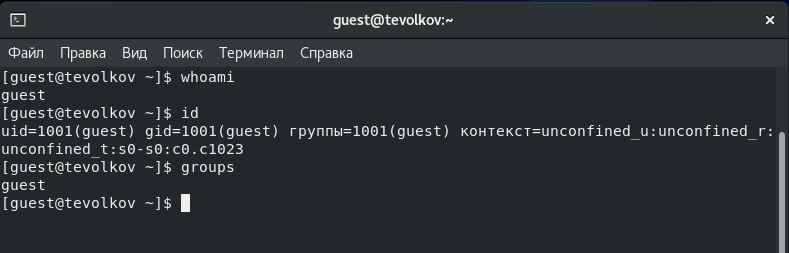 guest@tevolkov:~
Файл Правка Вид Поиск Терминал Справка
[guest@tevolkov ~]$ whoami
guest
[guest@tevolkov ~]$ id
uid=1001(guest) gid=1001(guest) группы=1001(guest) контекст=unconfined_u:unconfined_r:
unconfined_t:s0-s0:c0.c1023
[guest@tevolkov ~]$ groups
guest
[guest@tevolkov ~]$